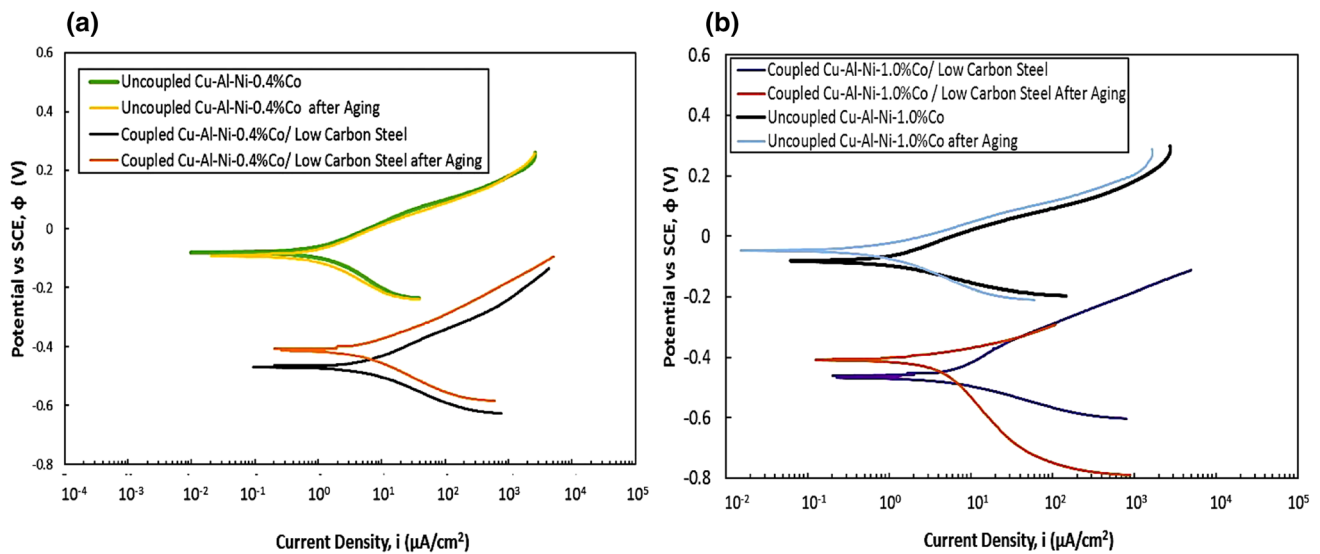 (a)
0.6
0.4
0.2
0
-0.2
-0.4
-0.6
-0.8
Potential vs SCE, ϕ (V)
Uncoupled Cu-Al-Ni-0.4%Co
Uncoupled Cu-Al-Ni-0.4%Co after Aging
Coupled Cu-Al-Ni-0.4%Co/ Low Carbon Steel
Coupled Cu-Al-Ni-0.4%Co/ Low Carbon Steel after Aging
10⁻⁴ 10⁻³ 10⁻² 10⁻¹ 10⁰ 10¹ 10² 10³ 10⁴ 10⁵
Current Density, i (µA/cm²)
(b)
0.6
0.4
0.2
0
-0.2
-0.4
-0.6
-0.8
Potential vs SCE, ϕ (V)
Coupled Cu-Al-Ni-1.0%Co/ Low Carbon Steel
Coupled Cu-Al-Ni-1.0%Co / Low Carbon Steel After Aging
Uncoupled Cu-Al-Ni-1.0%Co
Uncoupled Cu-Al-Ni-1.0%Co after Aging
10⁻² 10⁻¹ 10⁰ 10¹ 10² 10³ 10⁴ 10⁵
Current Density, i (µA/cm²)